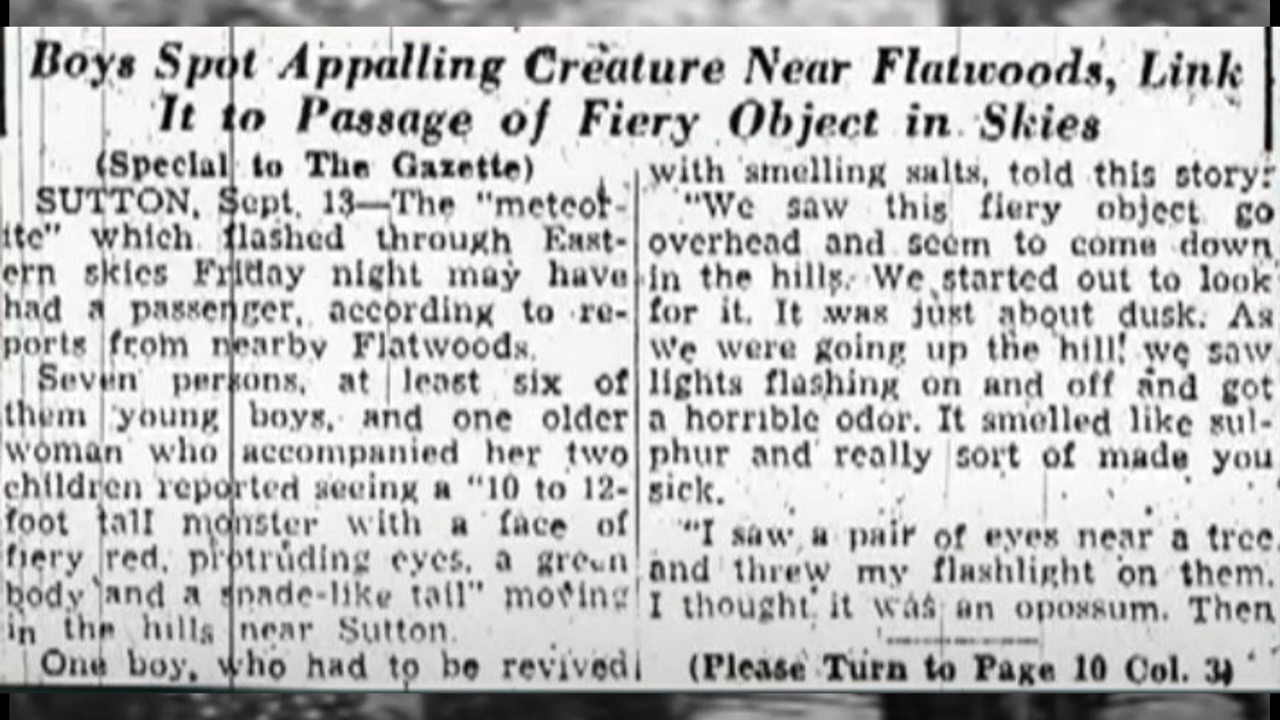 Boys Spot Appalling Creature Near Flatwoods, Link
It to Passage of Fiery Object in Skies
(Special to The Gazette)
SUTTON, Sept. 13—The "meteor-
ite" which flashed through East-
ern skies Friday night may have
had a passenger, according to re-
ports from nearby Flatwoods.
Seven persons, at least six of
them young boys, and one older
woman who accompanied her two
children reported seeing a "10 to 12-
foot tall monster with a face of
fiery red, protruding eyes, a green
body and a spade-like tail" moving
in the hills near Sutton.
One boy, who had to be revived
with smelling salts, told this story:
"We saw this fiery object go
overhead and seem to come down
in the hills. We started out to look
for it. It was just about dusk. As
we were going up the hill we saw
lights flashing on and off and got
a horrible odor. It smelled like sul-
phur and really sort of made you
sick.
"I saw a pair of eyes near a tree
and threw my flashlight on them.
I thought it was an opossum. Then
(Please Turn to Page 10 Col. 3)